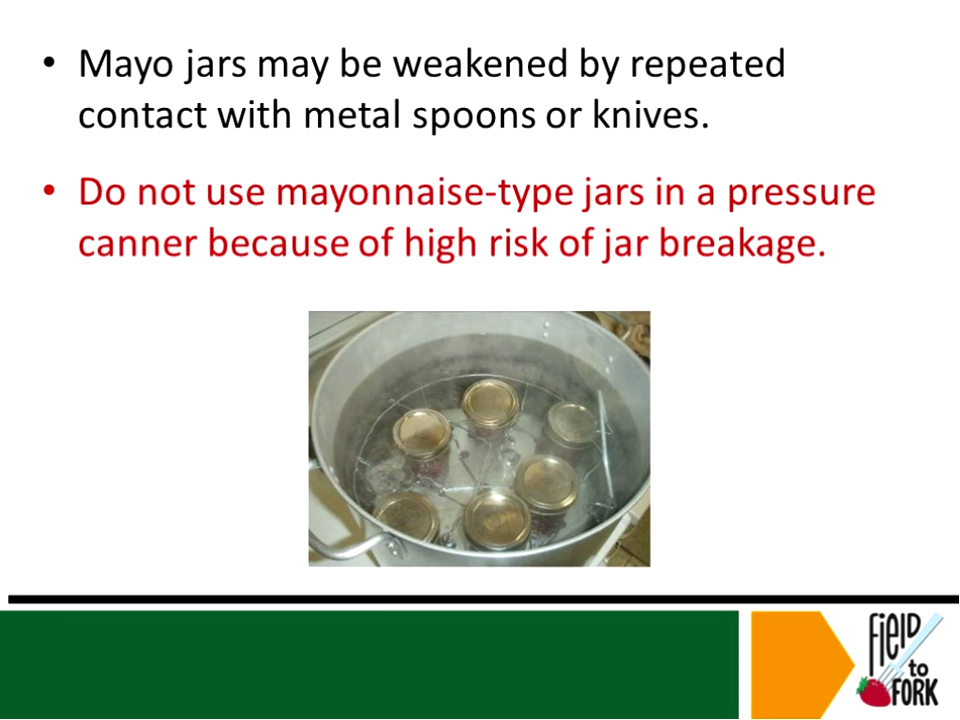 • Mayo jars may be weakened by repeated
contact with metal spoons or knives.
• Do not use mayonnaise-type jars in a pressure
canner because of high risk of jar breakage.
FieLD
to
FORK